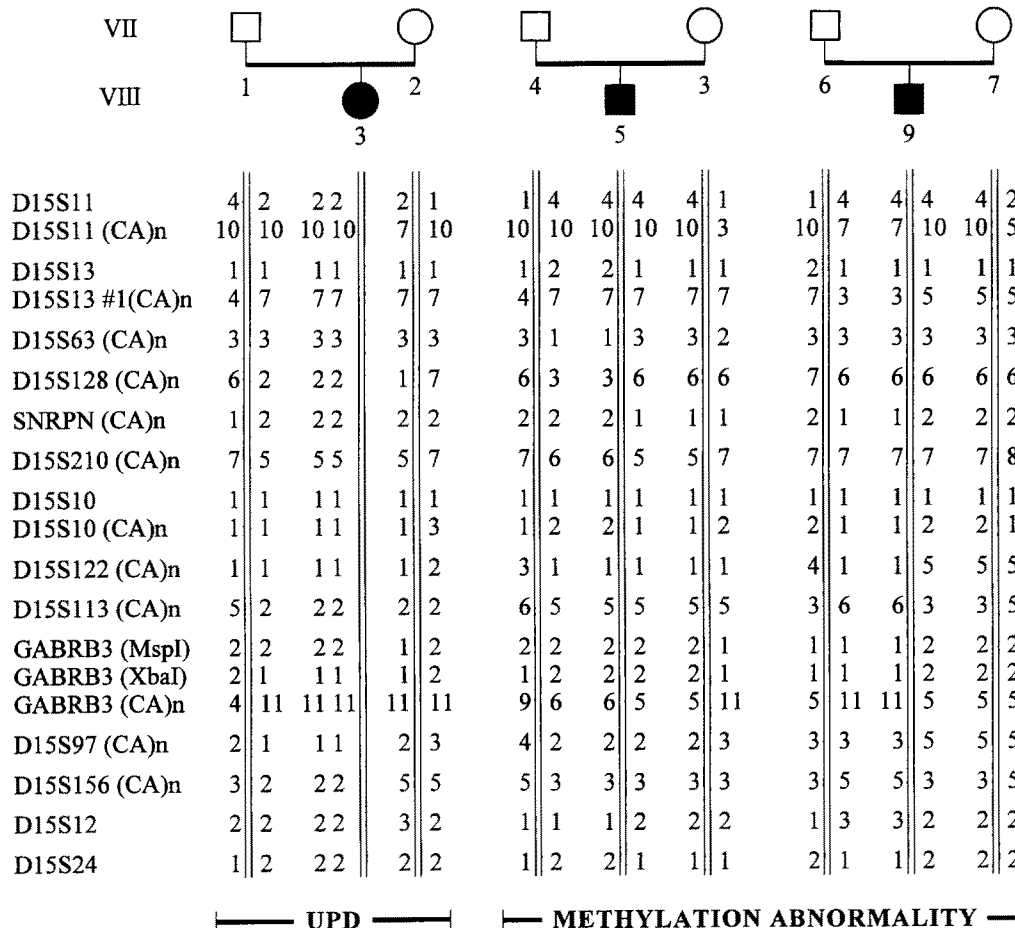 VII
1 2 4 3 6 7
VIII
3 5 9
D15S11 4 2 2 2 2 1 1 4 4 4 4 1 1 4 4 4 4 2
D15S11 (CA)n 10 10 10 10 7 10 10 10 10 10 10 3 10 7 7 10 10 5
D15S13 1 1 1 1 1 1 1 2 2 1 1 1 2 1 1 1 1 1
D15S13 #1(CA)n 4 7 7 7 7 7 4 7 7 7 7 7 7 3 3 5 5 5
D15S63 (CA)n 3 3 3 3 3 3 3 1 1 3 3 2 3 3 3 3 3 3
D15S128 (CA)n 6 2 2 2 1 7 6 3 3 6 6 6 7 6 6 6 6 6
SNRPN (CA)n 1 2 2 2 2 2 2 2 2 1 1 1 2 1 1 2 2 2
D15S210 (CA)n 7 5 5 5 5 7 7 6 6 5 5 7 7 7 7 7 7 8
D15S10 1 1 1 1 1 1 1 1 1 1 1 1 1 1 1 1 1 1
D15S10 (CA)n 1 1 1 1 1 3 1 2 2 1 1 2 2 1 1 2 2 1
D15S122 (CA)n 1 1 1 1 1 2 3 1 1 1 1 1 4 1 1 5 5 5
D15S113 (CA)n 5 2 2 2 2 2 6 5 5 5 5 5 3 6 6 3 3 5
GABRB3 (MspI) 2 2 2 2 1 2 2 2 2 2 2 1 1 1 1 2 2 2
GABRB3 (XbaI) 2 1 1 1 1 2 1 2 2 2 2 1 1 1 1 2 2 2
GABRB3 (CA)n 4 11 11 11 11 11 9 6 6 5 5 11 5 11 11 5 5 5
D15S97 (CA)n 2 1 1 1 2 3 4 2 2 2 2 3 3 3 3 5 5 5
D15S156 (CA)n 3 2 2 2 5 5 5 3 3 3 3 3 3 5 5 3 3 5
D15S12 2 2 2 2 3 2 1 1 1 2 2 2 1 3 3 2 2 2
D15S24 1 2 2 2 2 2 1 2 2 1 1 1 2 1 1 2 2 2
UPD METHYLATION ABNORMALITY